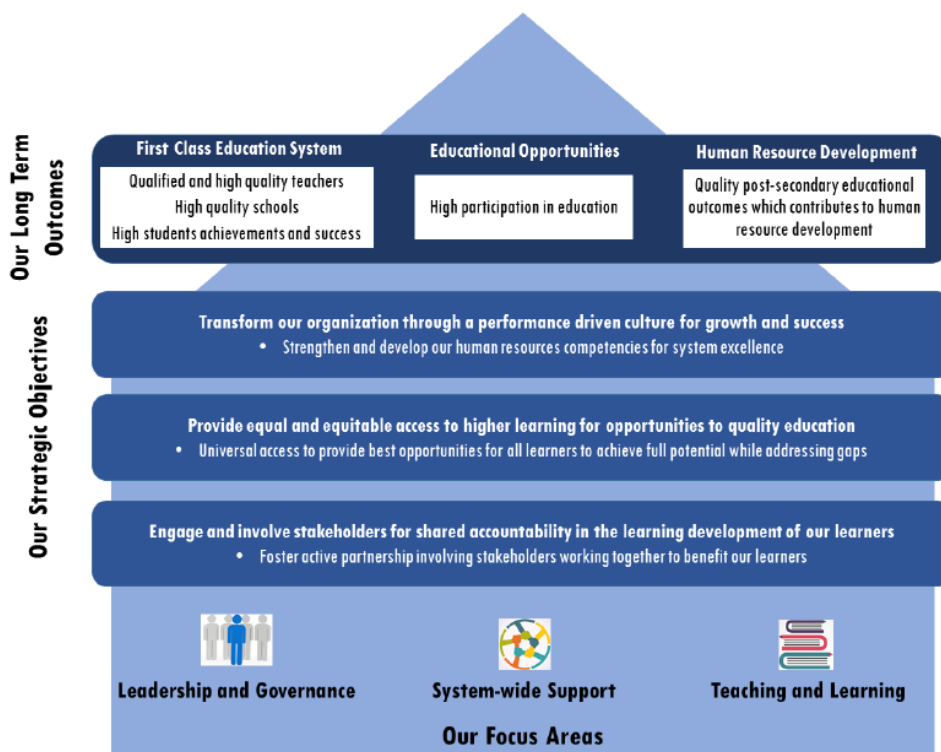 Our Long Term
Outcomes
First Class Education System
Qualified and high quality teachers
High quality schools
High students achievements and success
Educational Opportunities
High participation in education
Human Resource Development
Quality post-secondary educational
outcomes which contributes to human
resource development
Our Strategic Objectives
Transform our organization through a performance driven culture for growth and success
• Strengthen and develop our human resources competencies for system excellence
Provide equal and equitable access to higher learning for opportunities to quality education
• Universal access to provide best opportunities for all learners to achieve full potential while addressing gaps
Engage and involve stakeholders for shared accountability in the learning development of our learners
• Foster active partnership involving stakeholders working together to benefit our learners
Leadership and Governance
System-wide Support
Teaching and Learning
Our Focus Areas